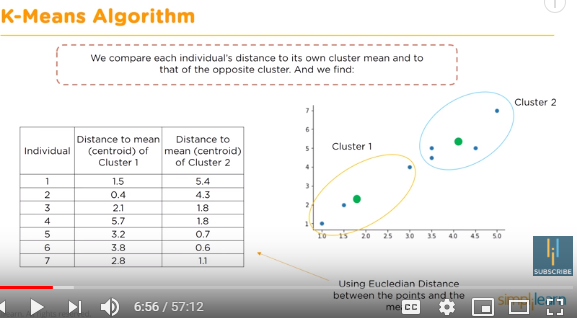 K-Means Algorithm
We compare each individual's distance to its own cluster mean and to
that of the opposite cluster. And we find:
Individual Distance to mean (centroid) of Cluster 1 Distance to mean (centroid) of Cluster 2
1 1.5 5.4
2 0.4 4.3
3 2.1 1.8
4 5.7 1.8
5 3.2 0.7
6 3.8 0.6
7 2.8 1.1
Cluster 2
Cluster 1
7
6
5
4
3
2
1
1.0 1.5 2.0 2.5 3.0 3.5 4.0 4.5 5.0
Using Eucledian Distance
between the points and the
SUBSCRIBE
6:56 / 57:12
CC